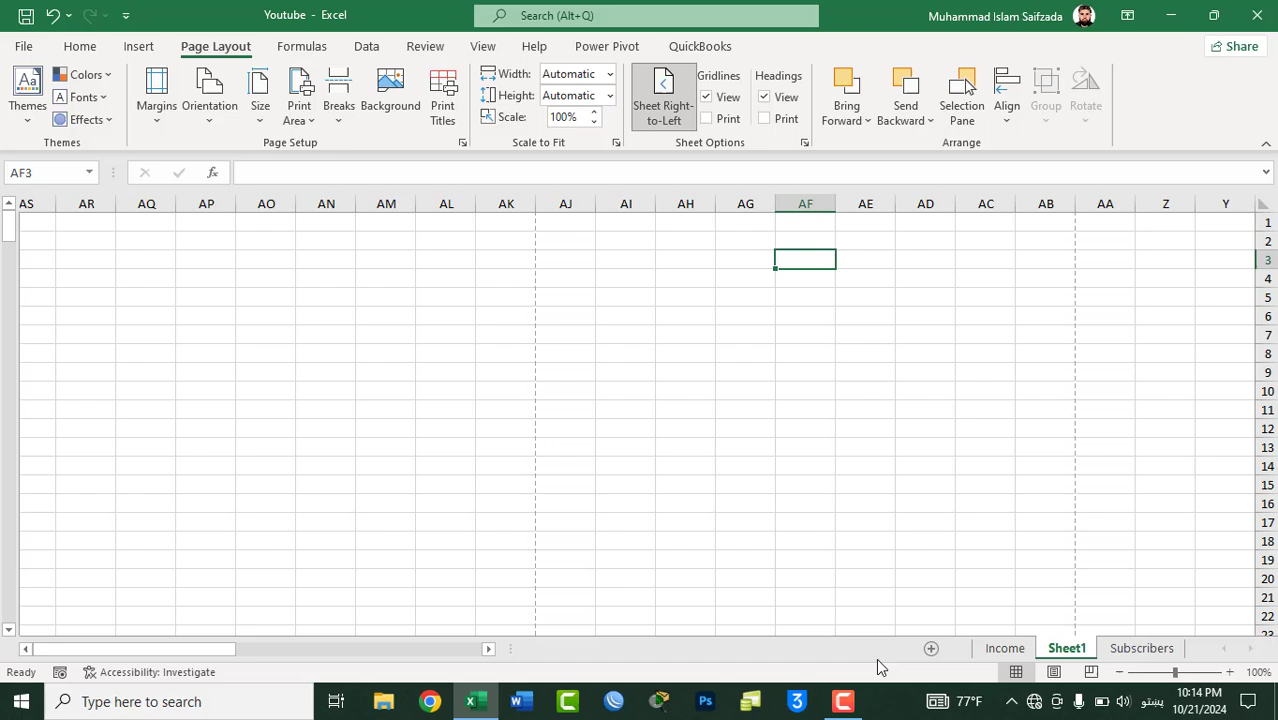 Youtube - Excel
Search (Alt+Q)
Muhammad Islam Saifzada
File Home Insert Page Layout Formulas Data Review View Help Power Pivot QuickBooks Share
Themes
Colors
Fonts
Effects
Themes
Margins
Orientation
Size
Print Area
Breaks
Background
Print Titles
Page Setup
Width: Automatic
Height: Automatic
Scale: 100%
Scale to Fit
Sheet Right-to-Left
Gridlines
View
Print
Headings
View
Print
Sheet Options
Bring Forward
Send Backward
Selection Pane
Align
Group
Rotate
Arrange
AF3
fx
AS AR AQ AP AO AN AM AL AK AJ AI AH AG AF AE AD AC AB AA Z Y
1
2
3
4
5
6
7
8
9
10
11
12
13
14
15
16
17
18
19
20
21
22
23
Income Sheet1 Subscribers
Ready Accessibility: Investigate 100%
Type here to search
77°F
پښتو
10:14 PM
10/21/2024